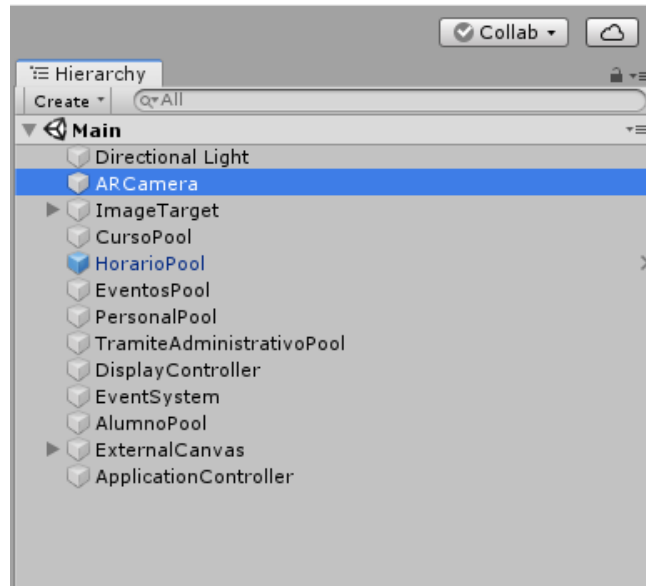 Collab
Hierarchy
Create All
Main
Directional Light
ARCamera
ImageTarget
CursoPool
HorarioPool
EventosPool
PersonalPool
TramiteAdministrativoPool
DisplayController
EventSystem
AlumnoPool
ExternalCanvas
ApplicationController